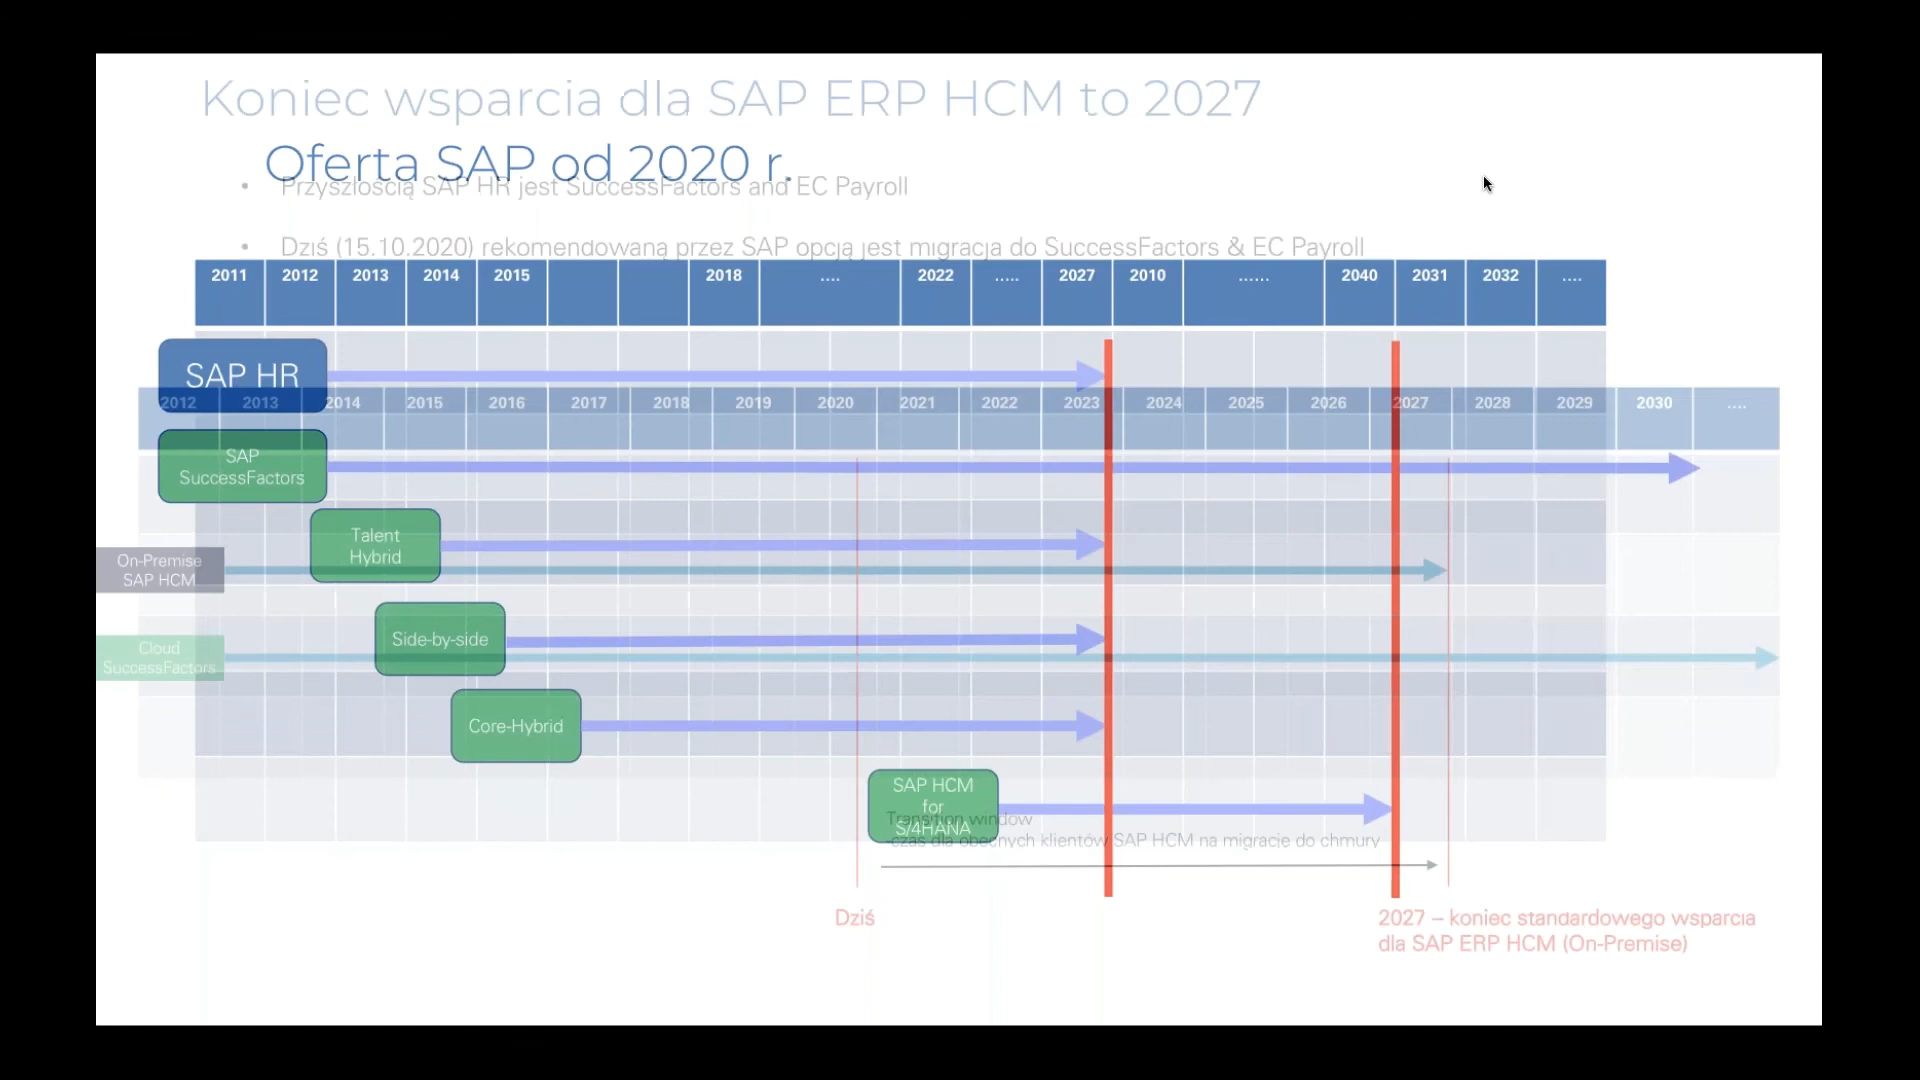 Koniec wsparcia dla SAP ERP HCM to 2027
Oferta SAP od 2020 r.
• Przyszłością SAP HR jest SuccessFactors and EC Payroll
• Dziś (15.10.2020) rekomendowaną przez SAP opcją jest migracja do SuccessFactors & EC Payroll
2011 2012 2013 2014 2015 2018 .... 2022 ..... 2027 2010 ...... 2040 2031 2032 ....
SAP HR
2012 2013 2014 2015 2016 2017 2018 2019 2020 2021 2022 2023 2024 2025 2026 2027 2028 2029 2030 ....
SAP
SuccessFactors
Talent
Hybrid
On-Premise
SAP HCM
Side-by-side
Cloud
SuccessFactors
Core-Hybrid
SAP HCM
for
S/4HANA
Transition window
-czas dla obecnych klientów SAP HCM na migrację do chmury
Dziś
2027 – koniec standardowego wsparcia
dla SAP ERP HCM (On-Premise)